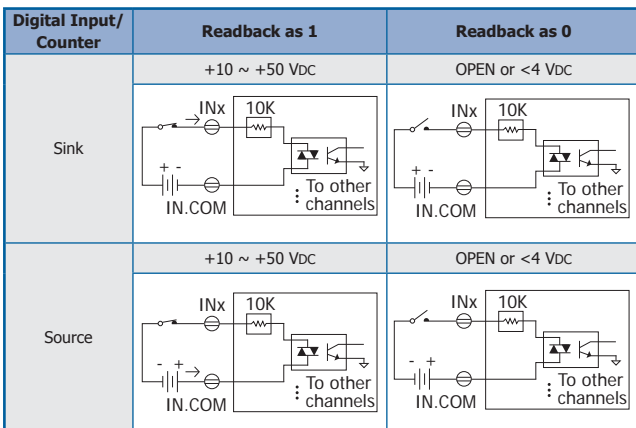 Digital Input/
Counter
Readback as 1
Readback as 0
Sink
+10 ~ +50 VDC
OPEN or <4 VDC
INx
10K
+ -
IN.COM
To other
channels
INx
10K
+ -
IN.COM
To other
channels
Source
+10 ~ +50 VDC
OPEN or <4 VDC
INx
10K
- +
IN.COM
To other
channels
INx
10K
- +
IN.COM
To other
channels